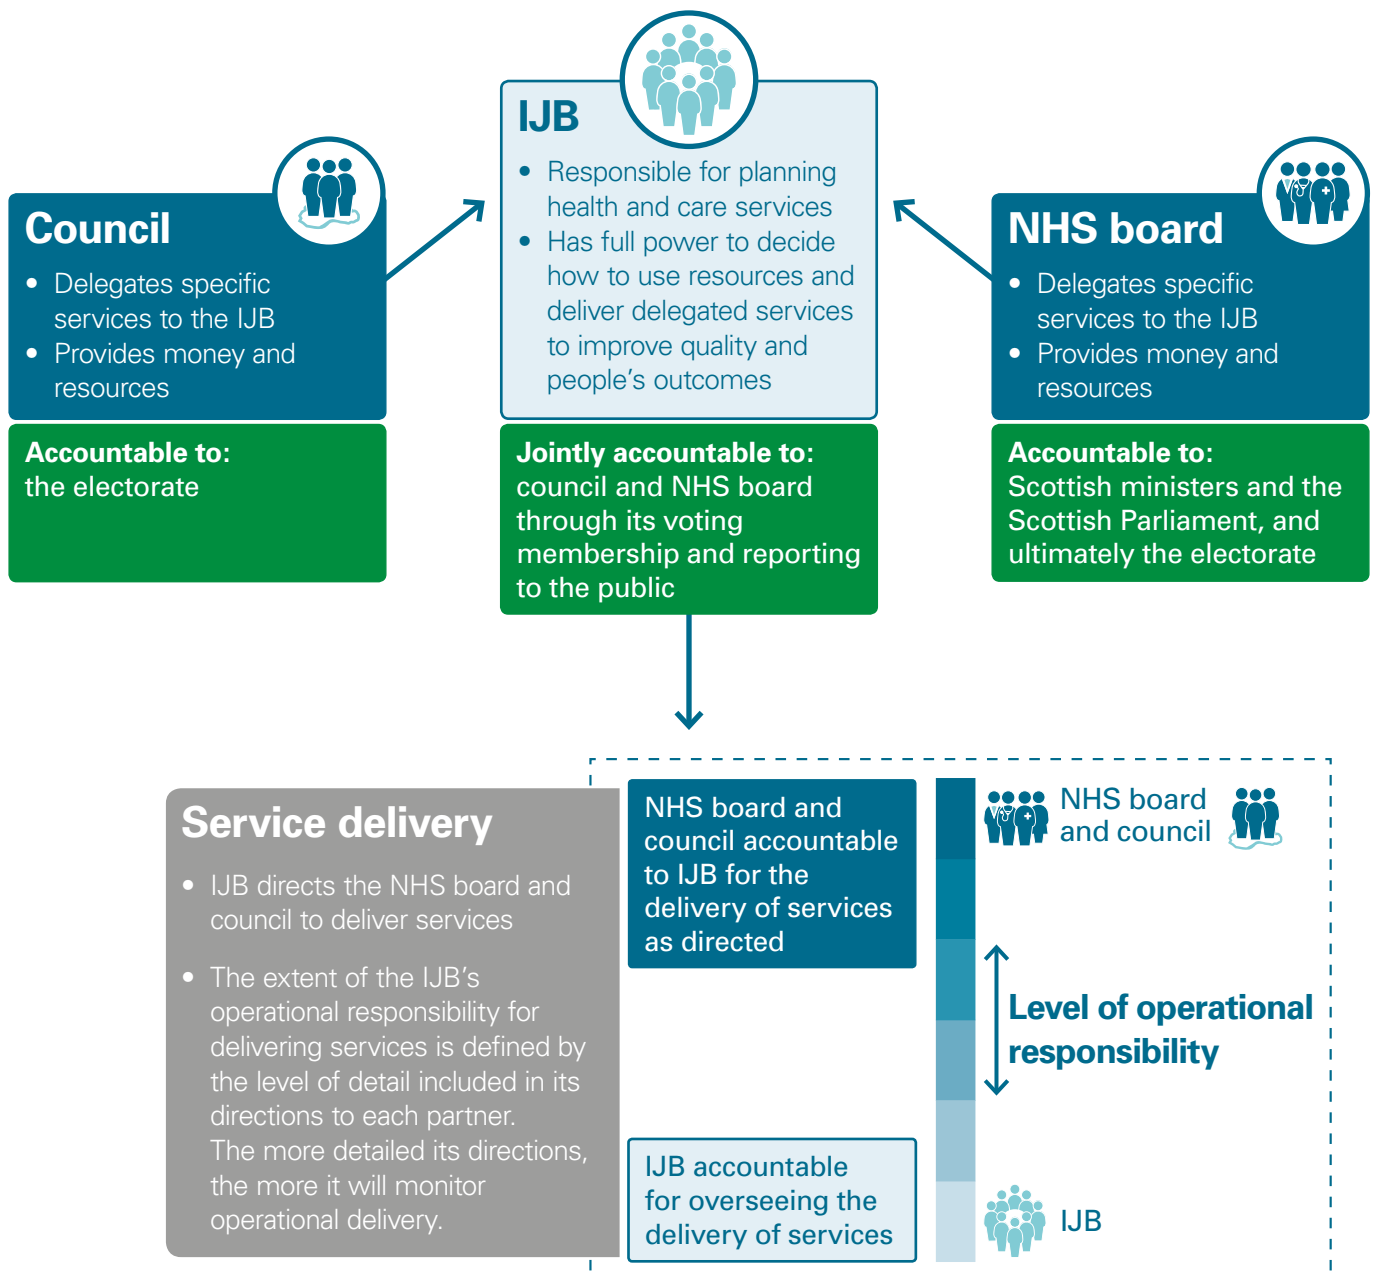 IJB
• Responsible for planning
health and care services
• Has full power to decide
how to use resources and
deliver delegated services
to improve quality and
people’s outcomes
Council
• Delegates specific
services to the IJB
• Provides money and
resources
NHS board
• Delegates specific
services to the IJB
• Provides money and
resources
Accountable to:
the electorate
Jointly accountable to:
council and NHS board
through its voting
membership and reporting
to the public
Accountable to:
Scottish ministers and the
Scottish Parliament, and
ultimately the electorate
Service delivery
• IJB directs the NHS board and
council to deliver services
• The extent of the IJB’s
operational responsibility for
delivering services is defined by
the level of detail included in its
directions to each partner.
The more detailed its directions,
the more it will monitor
operational delivery.
NHS board and
council accountable
to IJB for the
delivery of services
as directed
IJB accountable
for overseeing the
delivery of services
NHS board
and council
Level of operational
responsibility
IJB